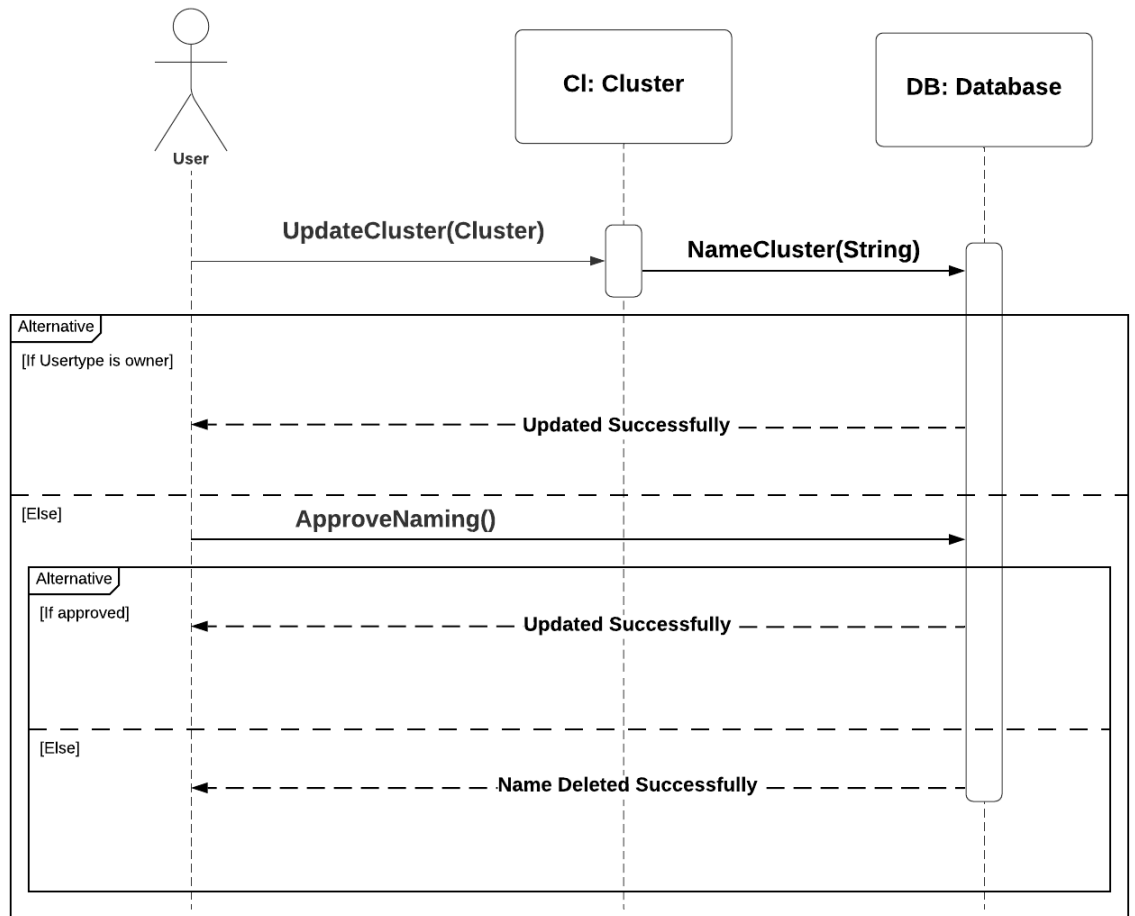 Cl: Cluster
DB: Database
User
UpdateCluster(Cluster)
NameCluster(String)
Alternative
[If Usertype is owner]
Updated Successfully
[Else]
ApproveNaming()
Alternative
[If approved]
Updated Successfully
[Else]
Name Deleted Successfully